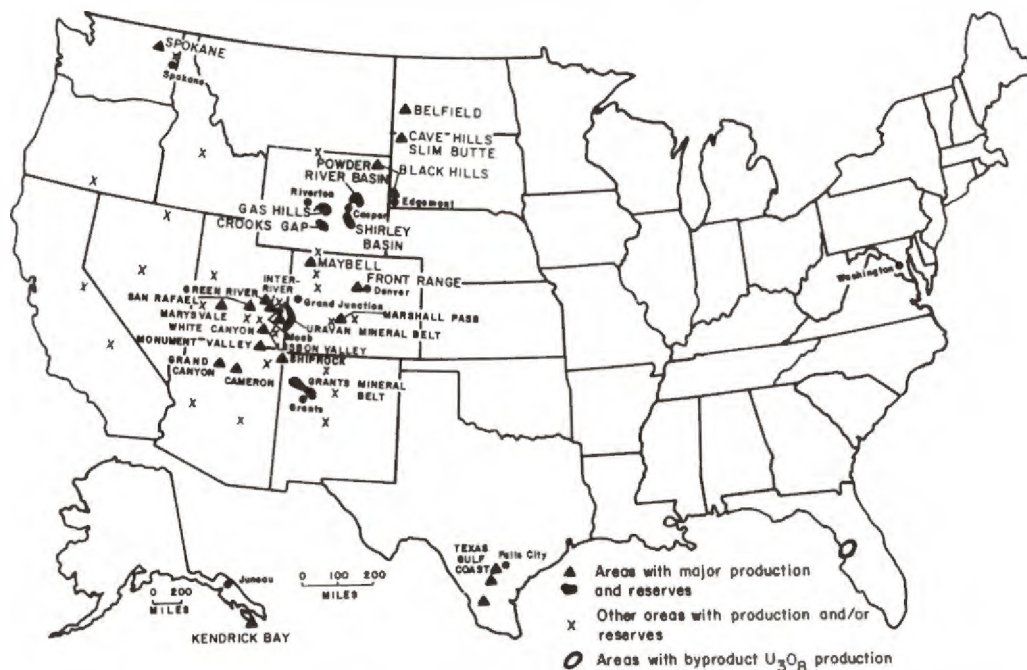 SPOKANE
Spokane
BELFIELD
CAVE HILLS
SLIM BUTTE
POWDER
RIVER BASIN
BLACK HILLS
Riverton
Edgemont
GAS HILLS
Casper
CROOKS GAP
SHIRLEY
BASIN
MAYBELL
INTER-
RIVER
FRONT RANGE
Denver
GREEN RIVER
Grand Junction
SAN RAFAEL
MARSHALL PASS
MARYSVALE
URAVAN MINERAL BELT
WHITE CANYON
Moab
MONUMENT VALLEY
LISBON VALLEY
SHIPROCK
GRAND
CANYON
CAMERON
GRANTS MINERAL
BELT
Grants
Washington
TEXAS
GULF
COAST
Falls City
Juneau
0 200
MILES
0 100 200
MILES
KENDRICK BAY
Areas with major production
and reserves
x Other areas with production and/or
reserves
Areas with byproduct U₃O₈ production